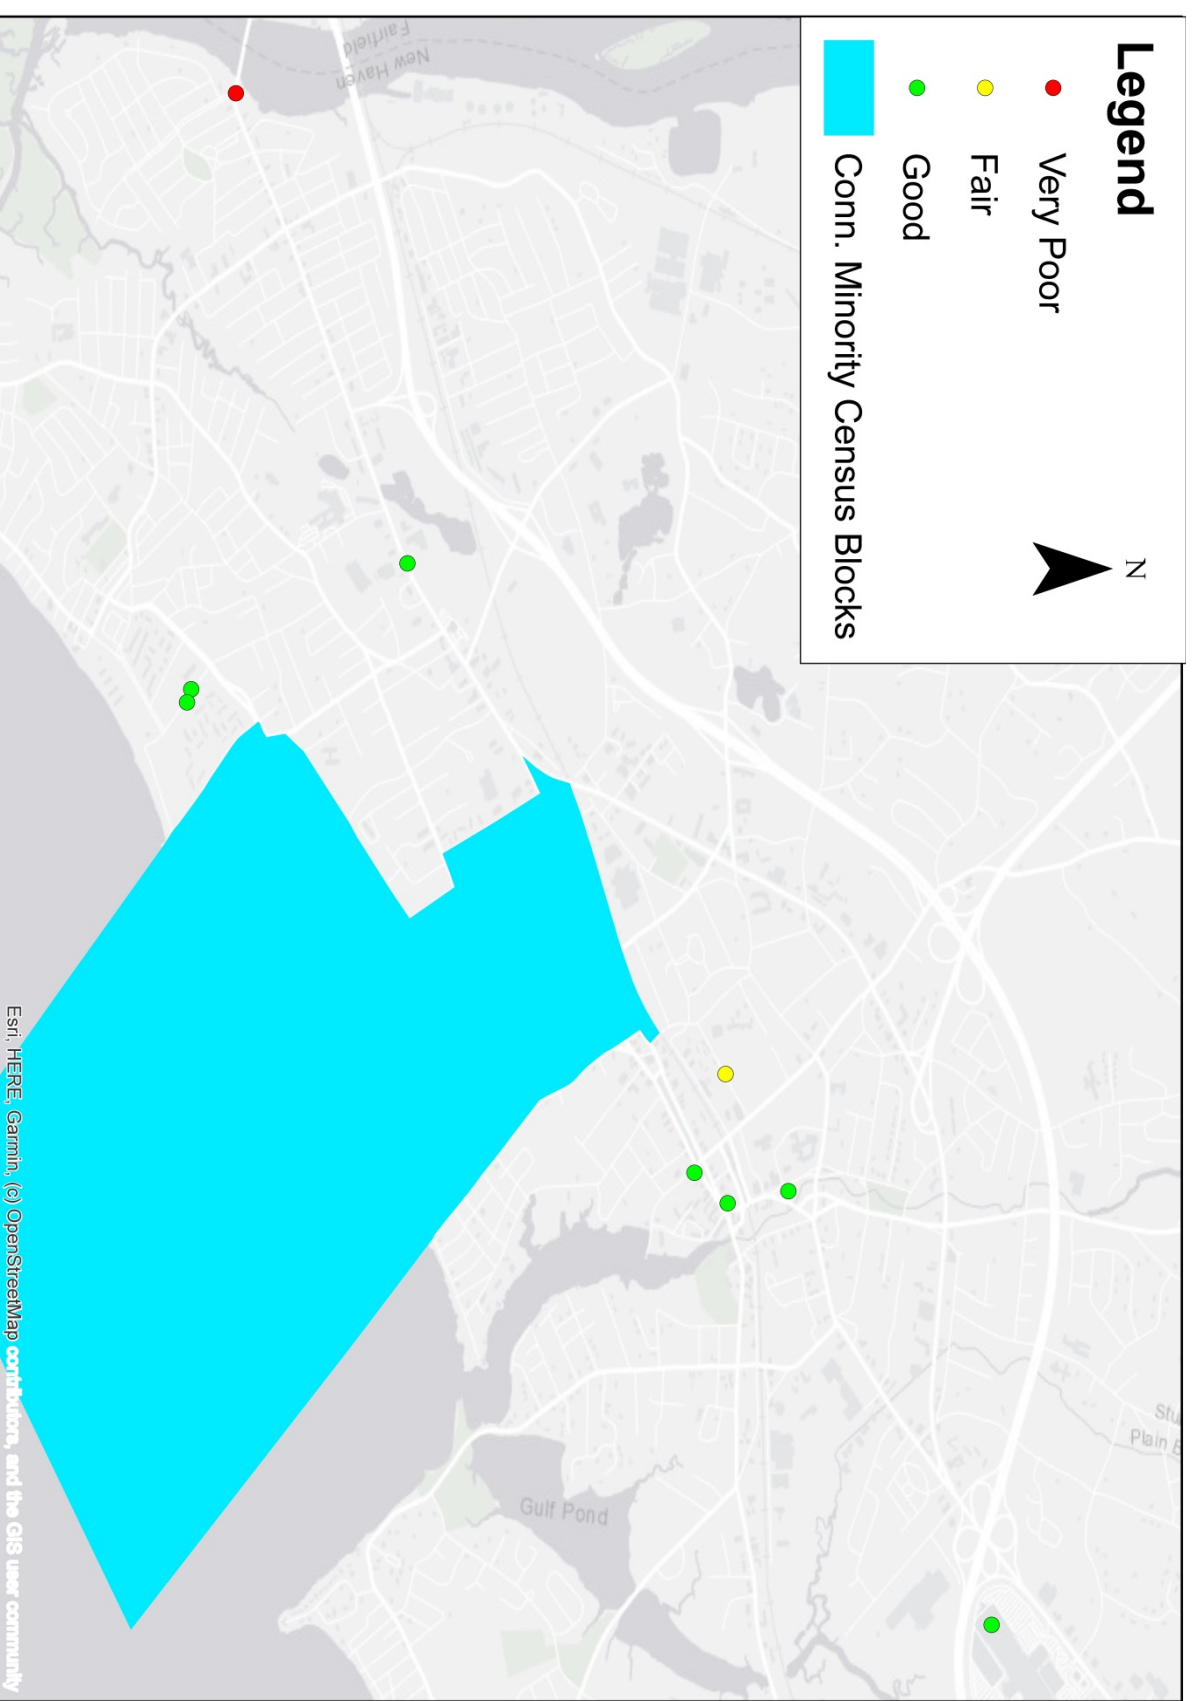 Legend
N
Very Poor
Fair
Good
Conn. Minority Census Blocks
Fairfield
New Haven
Plain
Gulf Pond
Esri, HERE, Garmin, (c) OpenStreetMap contributors, and the GIS user community